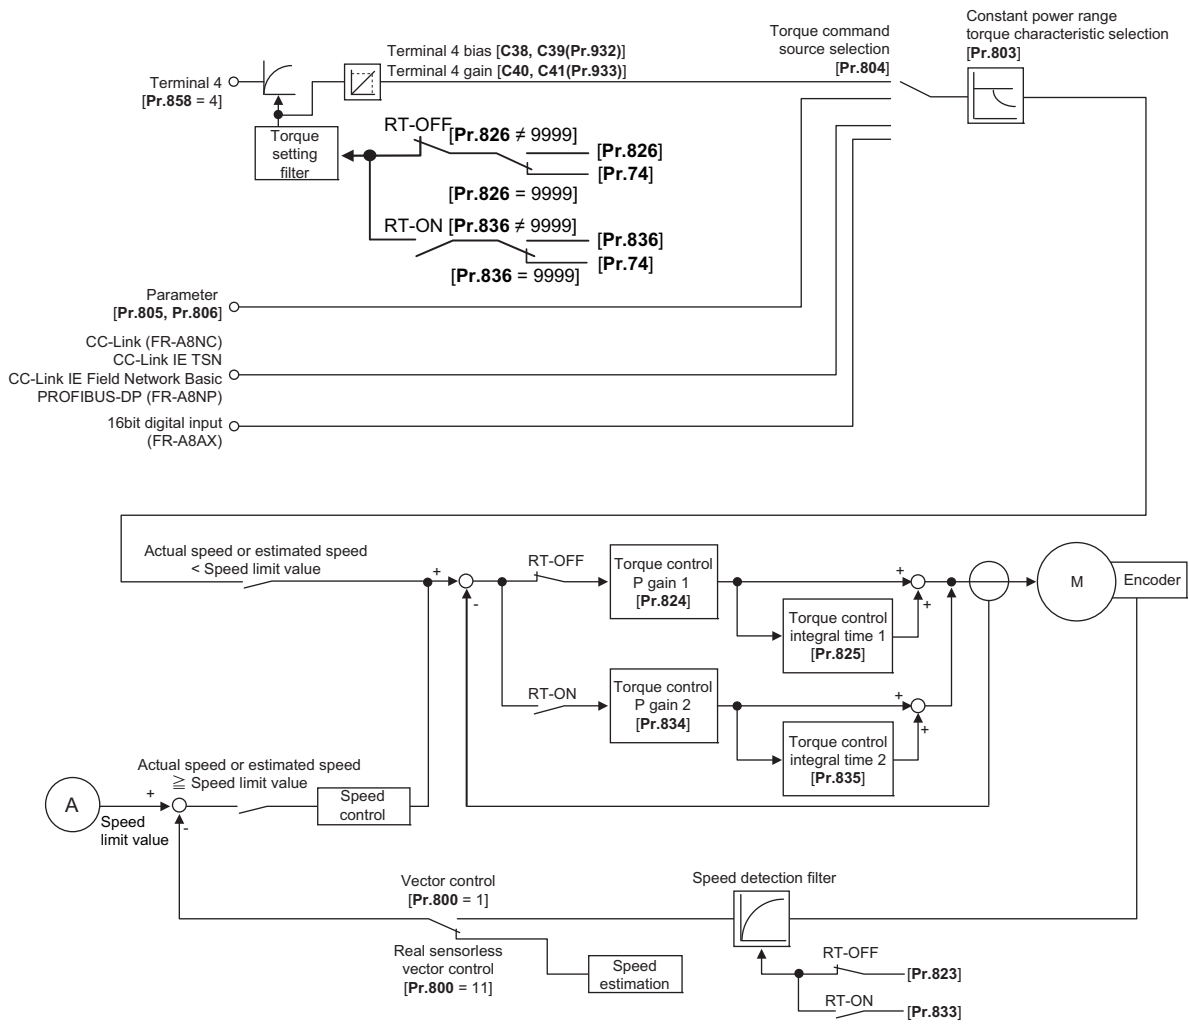 Constant power range
torque characteristic selection
[Pr.803]
Torque command
source selection
[Pr.804]
Terminal 4 bias [C38, C39(Pr.932)]
Terminal 4 gain [C40, C41(Pr.933)]
Terminal 4
[Pr.858 = 4]
Torque
setting
filter
RT-OFF
[Pr.826 ≠ 9999]
[Pr.826]
[Pr.74]
[Pr.826 = 9999]
RT-ON
[Pr.836 ≠ 9999]
[Pr.836]
[Pr.74]
[Pr.836 = 9999]
Parameter
[Pr.805, Pr.806]
CC-Link (FR-A8NC)
CC-Link IE TSN
CC-Link IE Field Network Basic
PROFIBUS-DP (FR-A8NP)
16bit digital input
(FR-A8AX)
Actual speed or estimated speed
< Speed limit value
+
-
RT-OFF
Torque control
P gain 1
[Pr.824]
+
+
Torque control
integral time 1
[Pr.825]
M
Encoder
RT-ON
Torque control
P gain 2
[Pr.834]
+
+
Torque control
integral time 2
[Pr.835]
Actual speed or estimated speed
≧ Speed limit value
A
+
-
Speed
limit value
Speed
control
Vector control
[Pr.800 = 1]
Real sensorless
vector control
[Pr.800 = 11]
Speed
estimation
Speed detection filter
RT-OFF
[Pr.823]
RT-ON
[Pr.833]